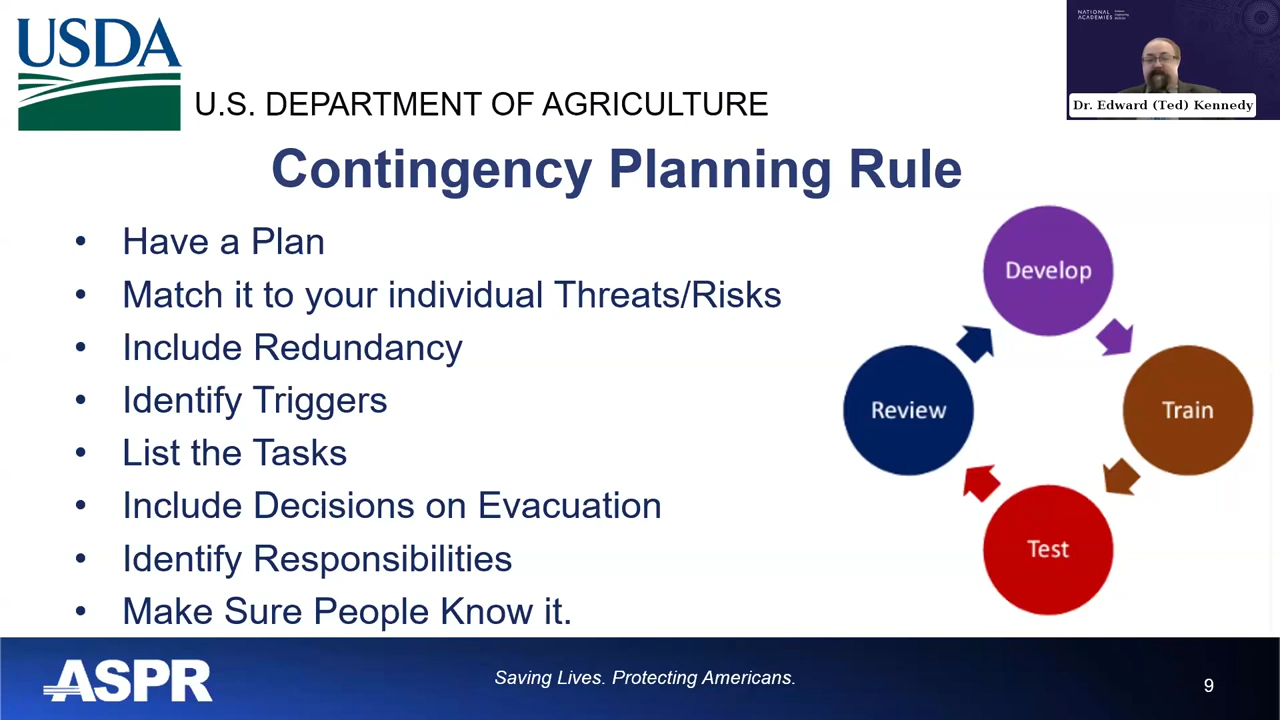 USDA
U.S. DEPARTMENT OF AGRICULTURE
NATIONAL
ACADEMIES
Dr. Edward (Ted) Kennedy
Contingency Planning Rule
• Have a Plan
• Match it to your individual Threats/Risks
• Include Redundancy
• Identify Triggers
• List the Tasks
• Include Decisions on Evacuation
• Identify Responsibilities
• Make Sure People Know it.
Develop
Train
Test
Review
ASPR
Saving Lives. Protecting Americans.
9